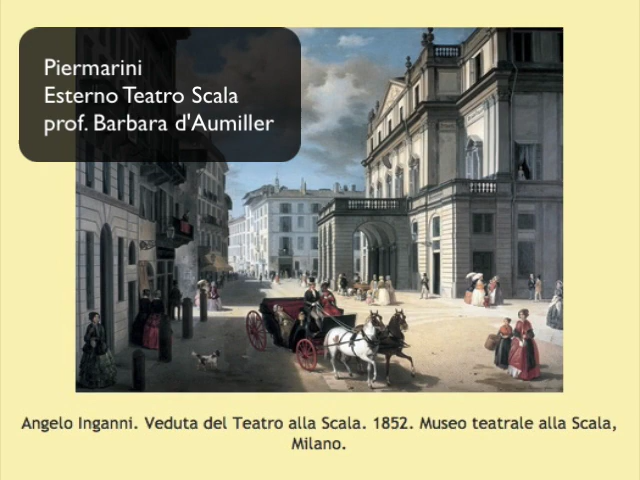 Piermarini
Esterno Teatro Scala
prof. Barbara d'Aumiller
Angelo Inganni. Veduta del Teatro alla Scala. 1852. Museo teatrale alla Scala,
Milano.